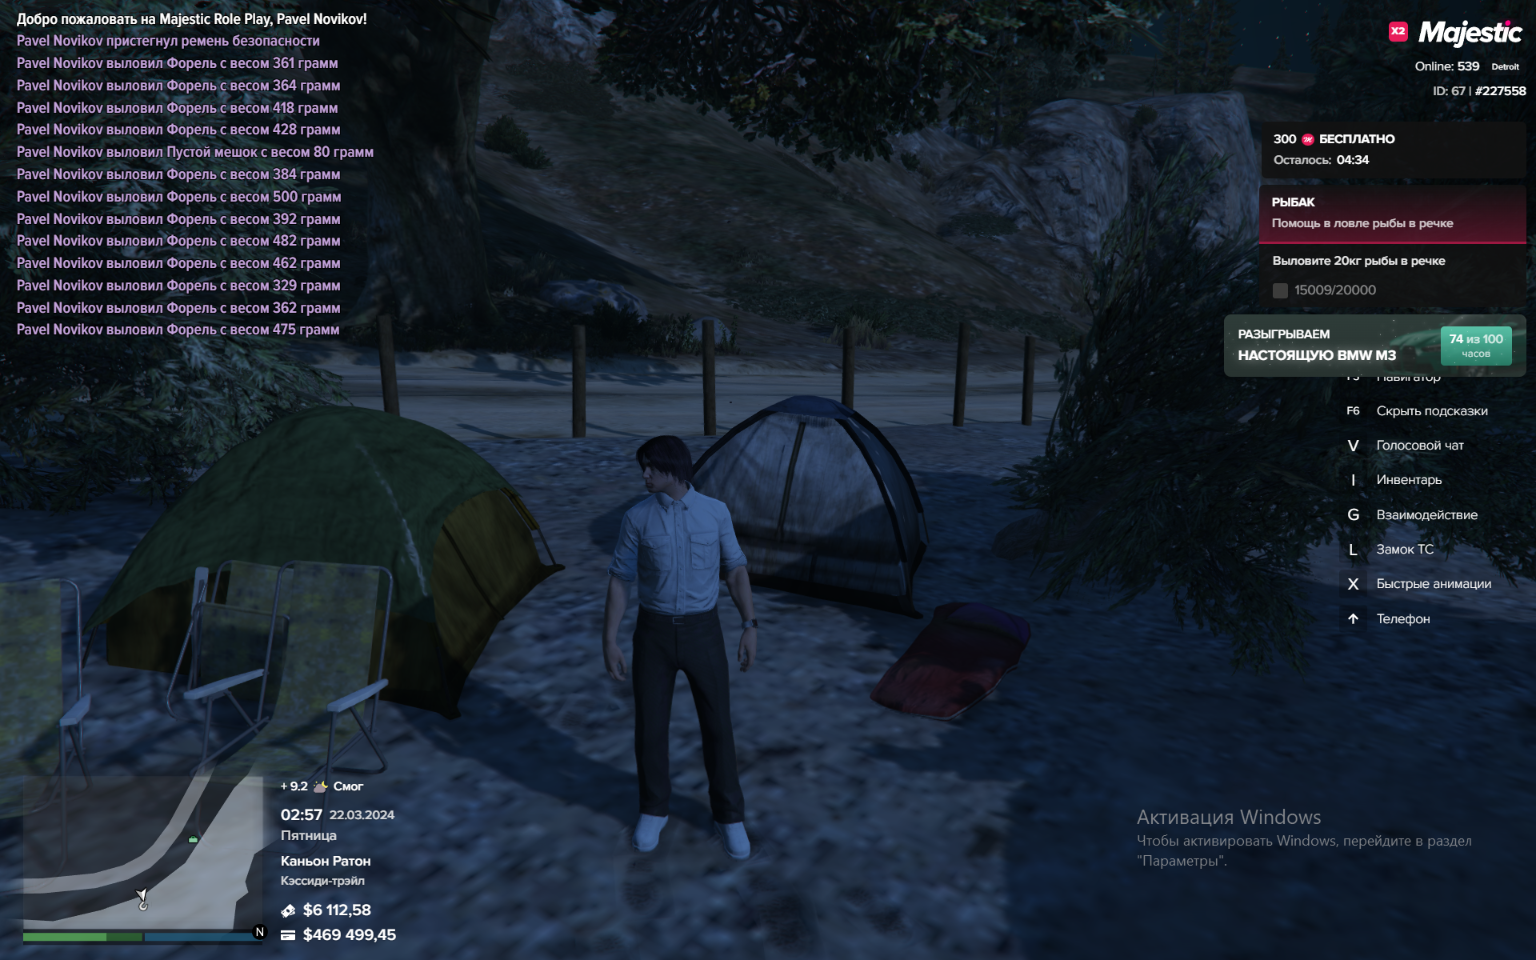 Добро пожаловать на Majestic Role Play, Pavel Novikov!
Pavel Novikov пристегнул ремень безопасности
Pavel Novikov выловил Форель с весом 361 грамм
Pavel Novikov выловил Форель с весом 364 грамм
Pavel Novikov выловил Форель с весом 418 грамм
Pavel Novikov выловил Форель с весом 428 грамм
Pavel Novikov выловил Пустой мешок с весом 80 грамм
Pavel Novikov выловил Форель с весом 384 грамм
Pavel Novikov выловил Форель с весом 500 грамм
Pavel Novikov выловил Форель с весом 392 грамм
Pavel Novikov выловил Форель с весом 482 грамм
Pavel Novikov выловил Форель с весом 462 грамм
Pavel Novikov выловил Форель с весом 329 грамм
Pavel Novikov выловил Форель с весом 362 грамм
Pavel Novikov выловил Форель с весом 475 грамм
X2 Majestic
Online: 539 Detroit
ID: 67 | #227558
300 БЕСПЛАТНО
Осталось: 04:34
РЫБАК
Помощь в ловле рыбы в речке
Выловите 20кг рыбы в речке
15009/20000
РАЗЫГРЫВАЕМ
НАСТОЯЩУЮ BMW M3
74 из 100
часов
Навигатор
F6 Скрыть подсказки
V Голосовой чат
I Инвентарь
G Взаимодействие
L Замок ТС
X Быстрые анимации
Телефон
+ 9.2 Смог
02:57 22.03.2024
Пятница
Каньон Ратон
Кэссиди-трэйл
$6 112,58
$469 499,45
N
Активация Windows
Чтобы активировать Windows, перейдите в раздел
"Параметры".